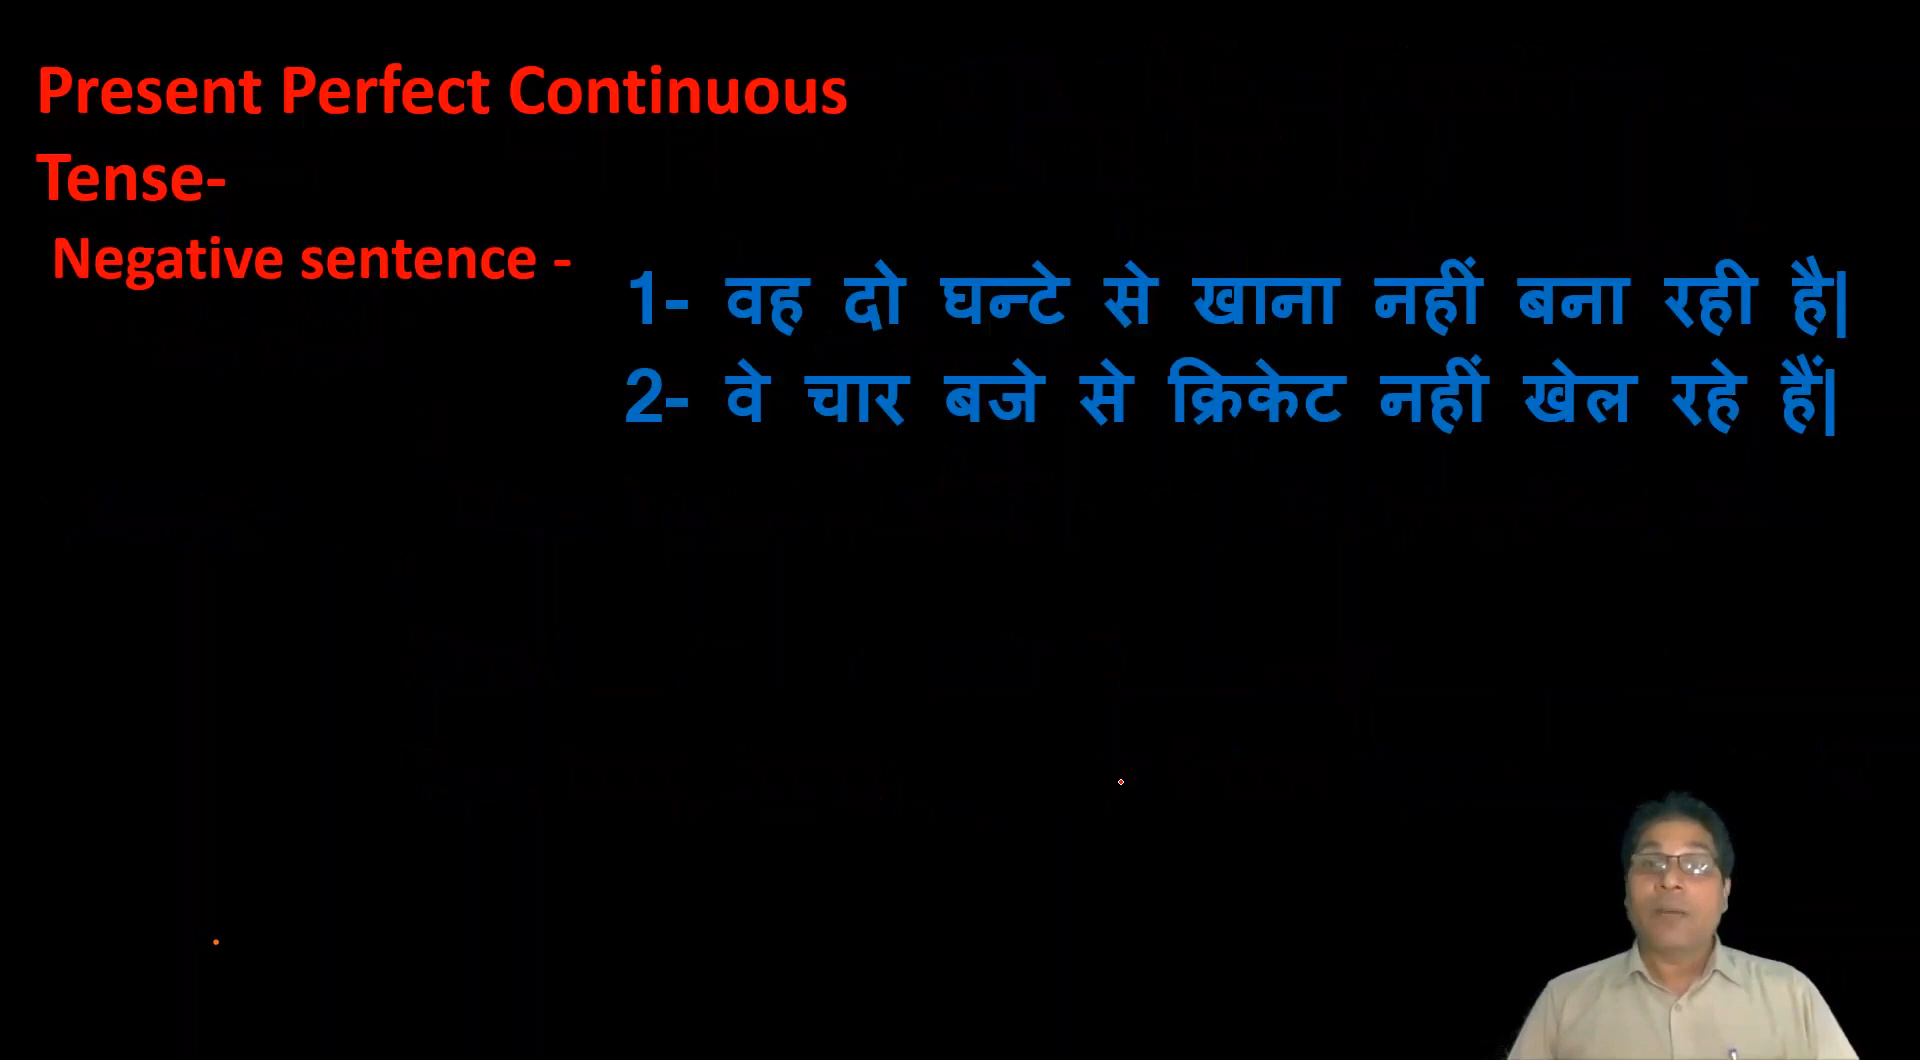 Present Perfect Continuous
Tense-
Negative sentence -
1- वह दो घन्टे से खाना नहीं बना रही है|
2- वे चार बजे से क्रिकेट नहीं खेल रहे हैं|